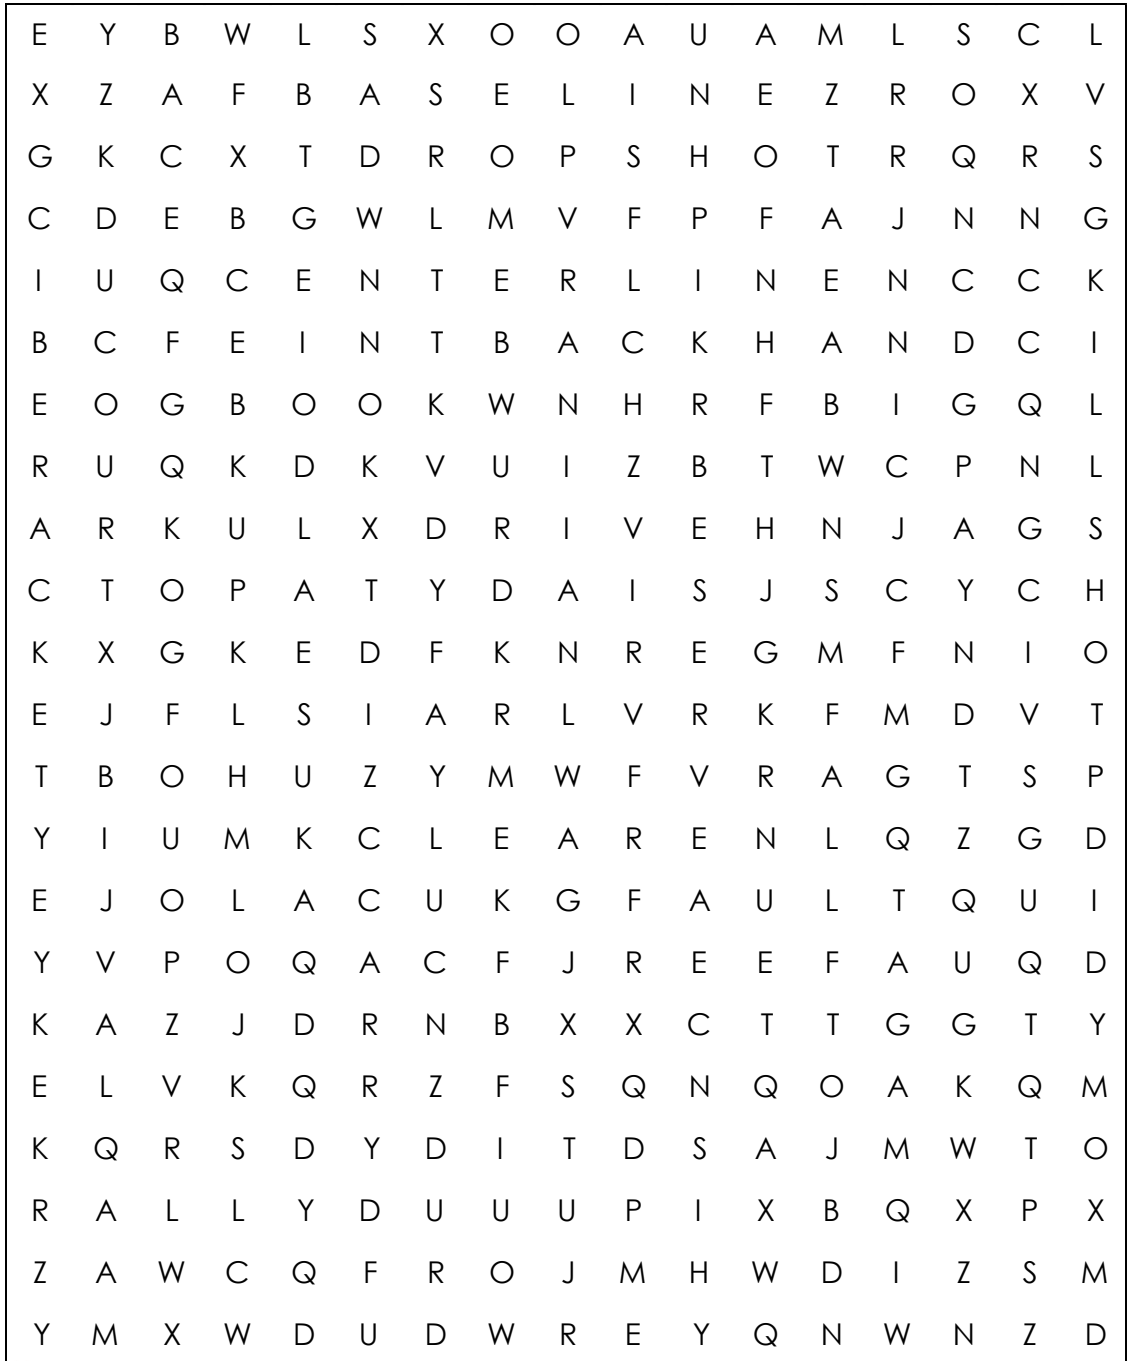 E Y B W L S X O O A U A M L S C L
X Z A F B A S E L I N E Z R O X V
G K C X T D R O P S H O T R Q R S
C D E B G W L M V F P F A J N N G
I U Q C E N T E R L I N E N C C K
B C F E I N T B A C K H A N D C I
E O G B O O K W N H R F B I G Q L
R U Q K D K V U I Z B T W C P N L
A R K U L X D R I V E H N J A G S
C T O P A T Y D A I S J S C Y C H
K X G K E D F K N R E G M F N I O
E J F L S I A R L V R K F M D V T
T B O H U Z Y M W F V R A G T S P
Y I U M K C L E A R E N L Q Z G D
E J O L A C U K G F A U L T Q U I
Y V P O Q A C F J R E E F A U Q D
K A Z J D R N B X X C T T G G T Y
E L V K Q R Z F S Q N Q O A K Q M
K Q R S D Y D I T D S A J M W T O
R A L L Y D U U U P I X B Q X P X
Z A W C Q F R O J M H W D I Z S M
Y M X W D U D W R E Y Q N W N Z D